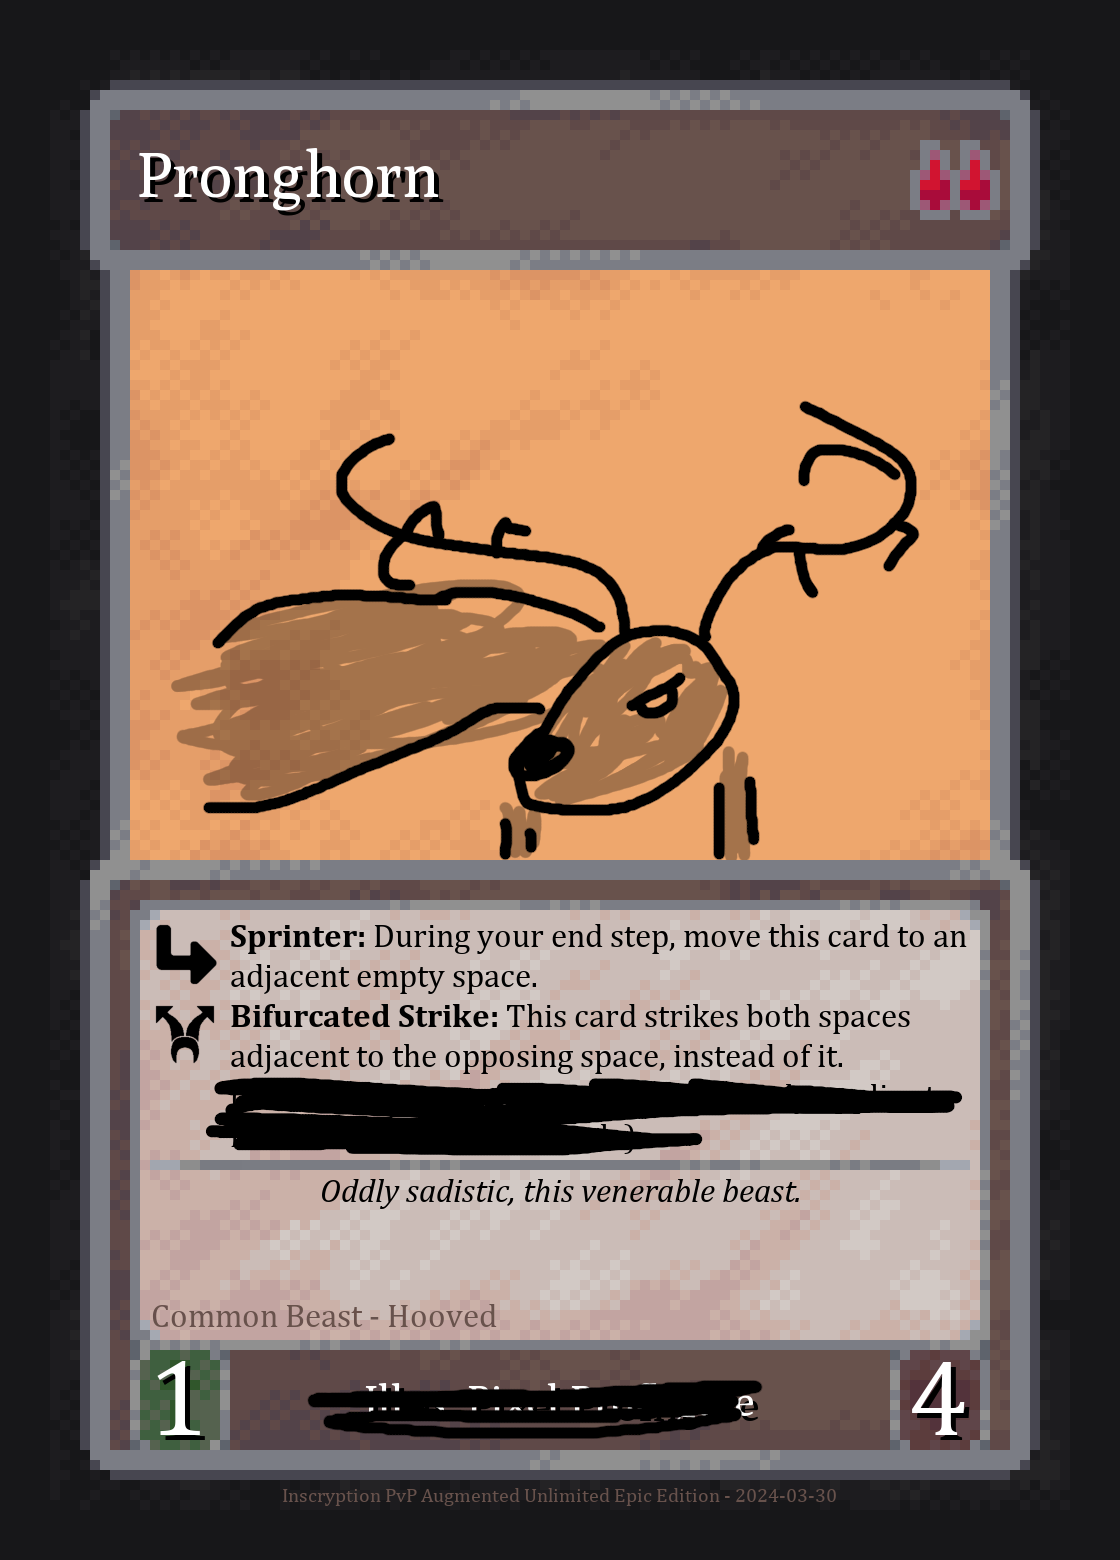 Pronghorn
Sprinter: During your end step, move this card to an
adjacent empty space.
Bifurcated Strike: This card strikes both spaces
adjacent to the opposing space, instead of it.
Oddly sadistic, this venerable beast.
Common Beast - Hooved
1
4
Inscryption PvP Augmented Unlimited Epic Edition - 2024-03-30